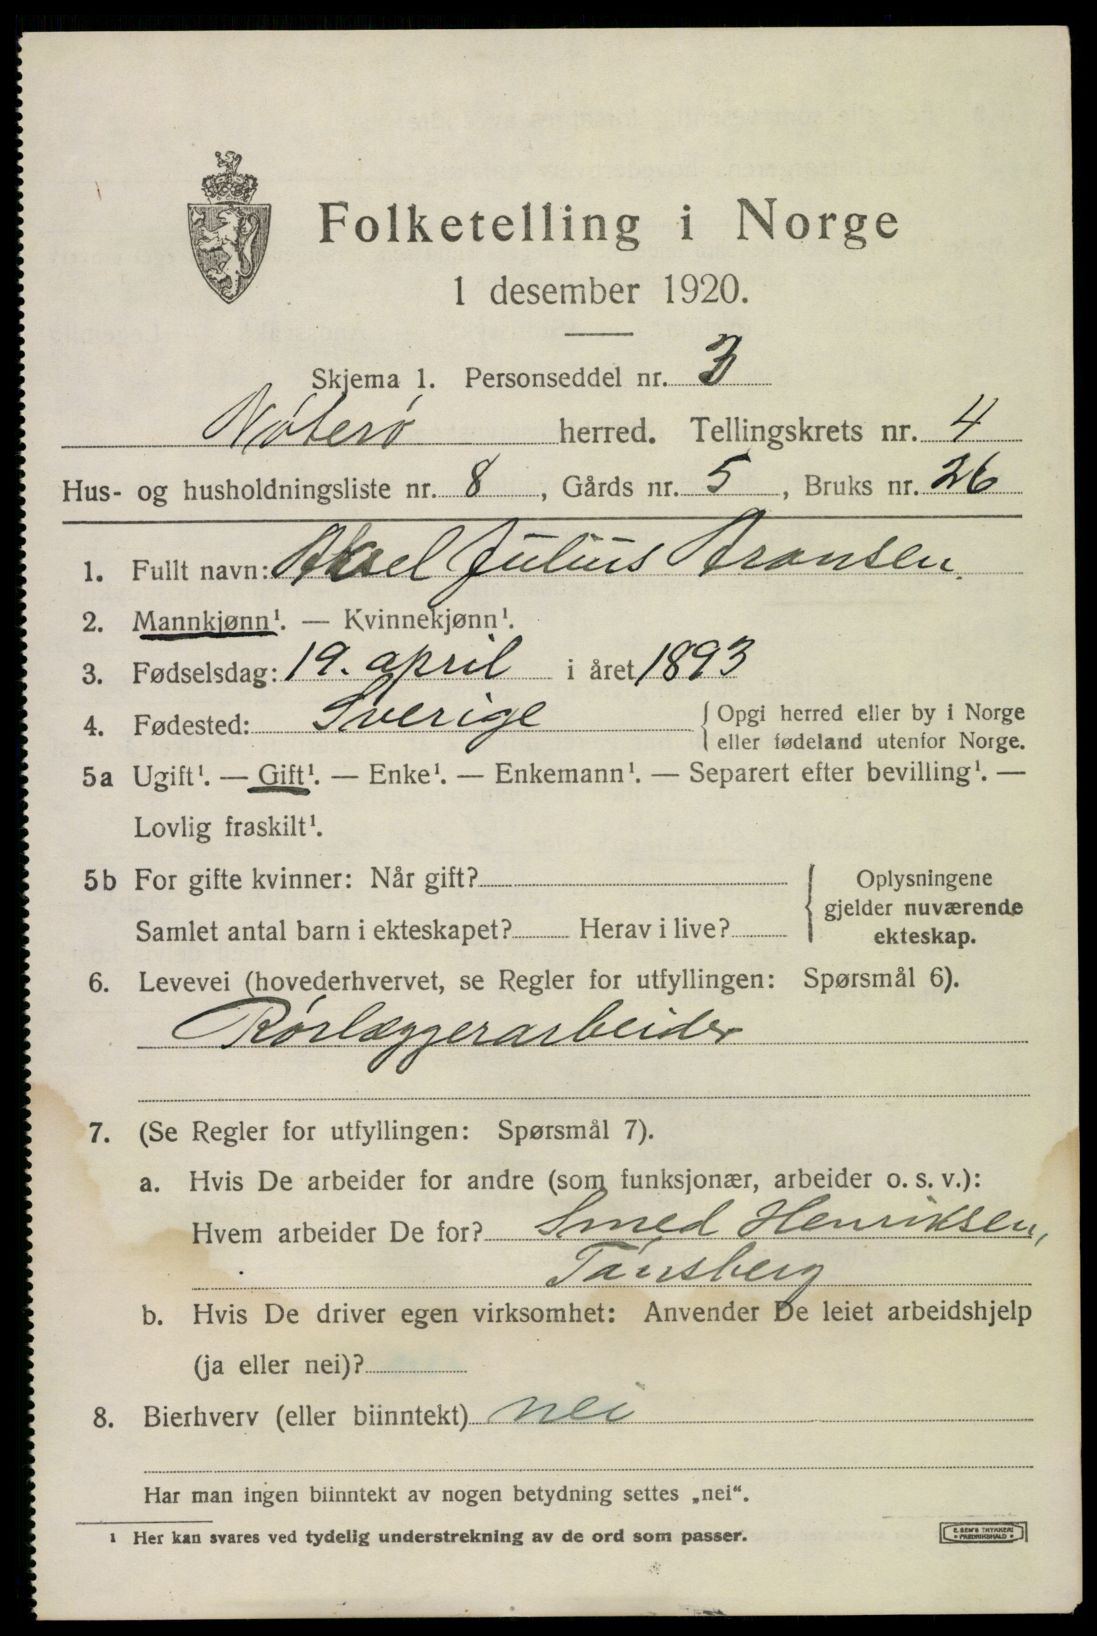 Folketelling i Norge
1 desember 1920.
Skjema 1. Personseddel nr. 3
Nøterø herred. Tellingskrets nr. 4
Hus- og husholdningsliste nr. 8, Gårds nr. 5, Bruks nr. 26
1. Fullt navn: Aksel Julius Aronsen.
2. Mannkjønn¹. — Kvinnekjønn¹.
3. Fødselsdag: 19. april i året 1893
4. Fødested: Sverige { Opgi herred eller by i Norge
eller fødeland utenfor Norge.
5a Ugift¹. — Gift¹. — Enke¹. — Enkemann¹. — Separert efter bevilling¹. —
Lovlig fraskilt¹.
5b For gifte kvinner: Når gift? { Oplysningene
gjelder nuværende
Samlet antal barn i ekteskapet? Herav i live? ekteskap.
6. Levevei (hovederhvervet, se Regler for utfyllingen: Spørsmål 6).
Rørlæggerarbeider
7. (Se Regler for utfyllingen: Spørsmål 7).
a. Hvis De arbeider for andre (som funksjonær, arbeider o. s. v.):
Hvem arbeider De for? Smed Henriksen,
Tønsberg
b. Hvis De driver egen virksomhet: Anvender De leiet arbeidshjelp
(ja eller nei)?
8. Bierhverv (eller biinntekt) nei
Har man ingen biinntekt av nogen betydning settes „nei".
¹ Her kan svares ved tydelig understrekning av de ord som passer.
E. SEM'S TRYKKERI
FREDRIKSHALD